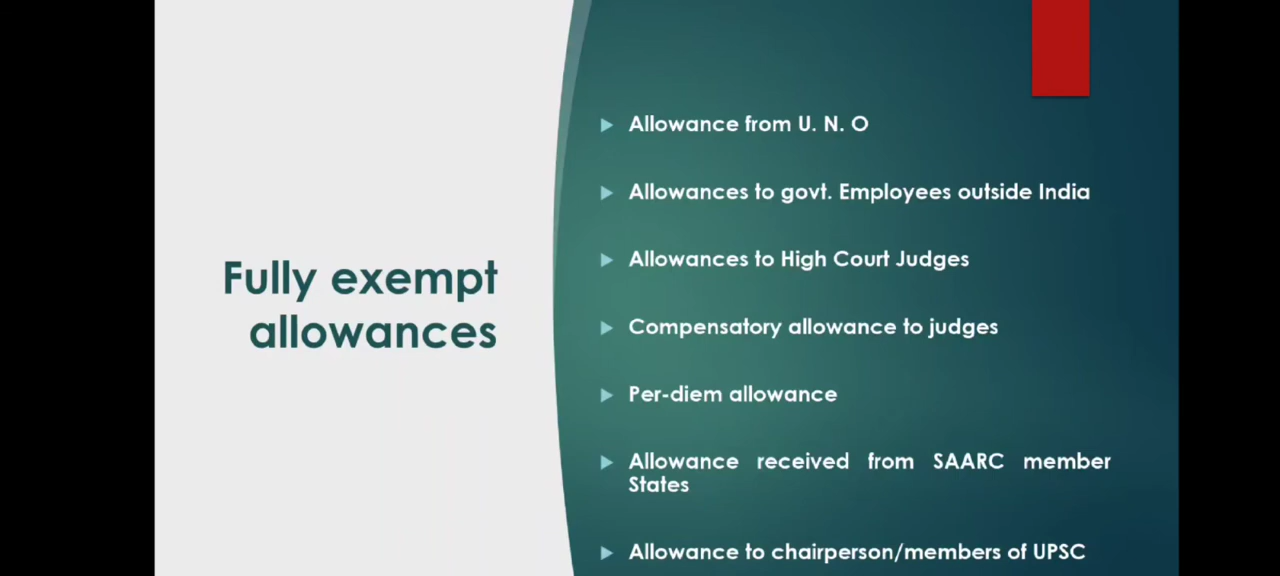 Fully exempt
allowances
Allowance from U. N. O
Allowances to govt. Employees outside India
Allowances to High Court Judges
Compensatory allowance to judges
Per-diem allowance
Allowance received from SAARC member
States
Allowance to chairperson/members of UPSC